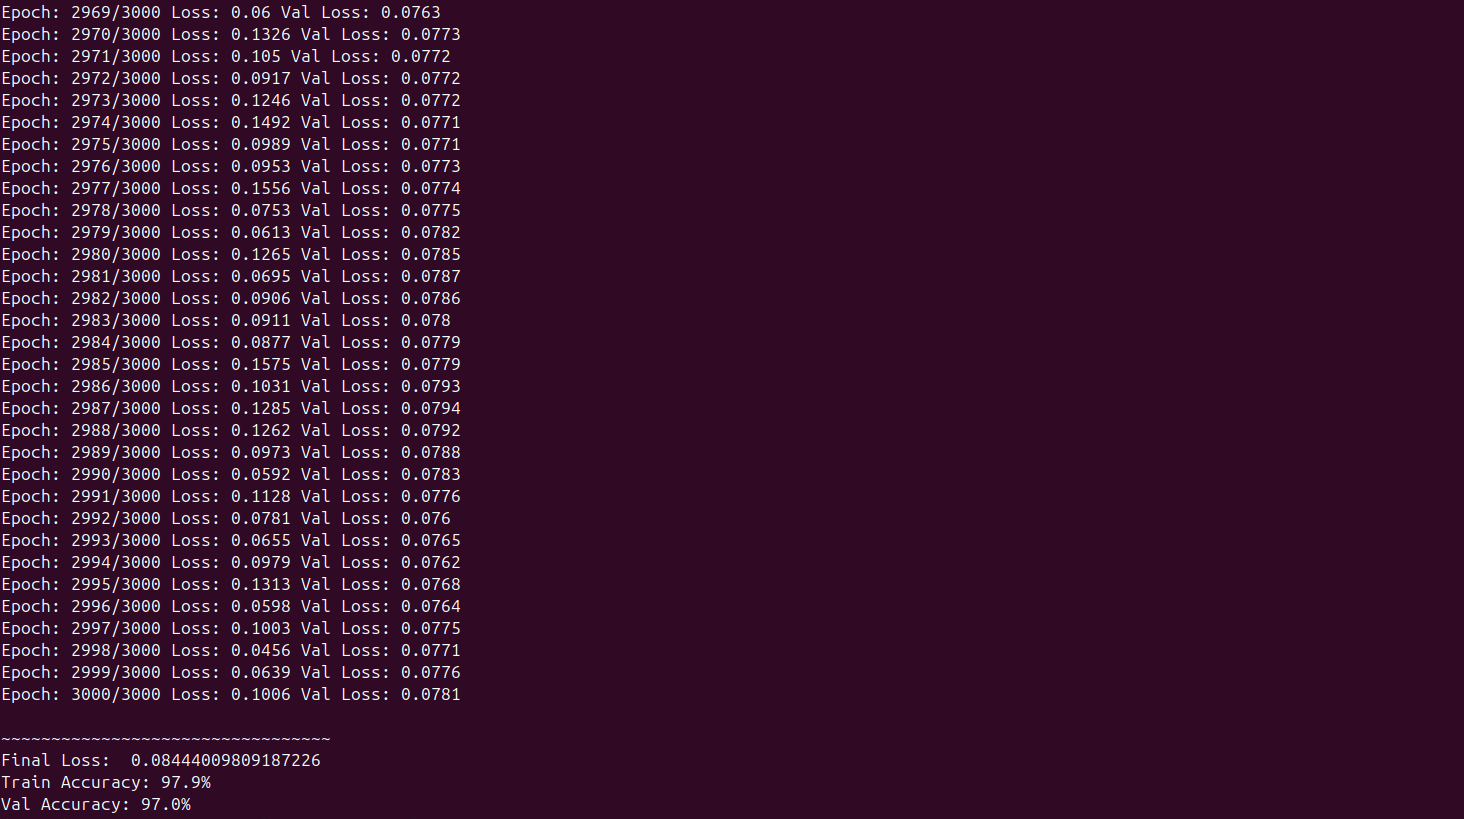 Epoch: 2969/3000 Loss: 0.06 Val Loss: 0.0763
Epoch: 2970/3000 Loss: 0.1326 Val Loss: 0.0773
Epoch: 2971/3000 Loss: 0.105 Val Loss: 0.0772
Epoch: 2972/3000 Loss: 0.0917 Val Loss: 0.0772
Epoch: 2973/3000 Loss: 0.1246 Val Loss: 0.0772
Epoch: 2974/3000 Loss: 0.1492 Val Loss: 0.0771
Epoch: 2975/3000 Loss: 0.0989 Val Loss: 0.0771
Epoch: 2976/3000 Loss: 0.0953 Val Loss: 0.0773
Epoch: 2977/3000 Loss: 0.1556 Val Loss: 0.0774
Epoch: 2978/3000 Loss: 0.0753 Val Loss: 0.0775
Epoch: 2979/3000 Loss: 0.0613 Val Loss: 0.0782
Epoch: 2980/3000 Loss: 0.1265 Val Loss: 0.0785
Epoch: 2981/3000 Loss: 0.0695 Val Loss: 0.0787
Epoch: 2982/3000 Loss: 0.0906 Val Loss: 0.0786
Epoch: 2983/3000 Loss: 0.0911 Val Loss: 0.078
Epoch: 2984/3000 Loss: 0.0877 Val Loss: 0.0779
Epoch: 2985/3000 Loss: 0.1575 Val Loss: 0.0779
Epoch: 2986/3000 Loss: 0.1031 Val Loss: 0.0793
Epoch: 2987/3000 Loss: 0.1285 Val Loss: 0.0794
Epoch: 2988/3000 Loss: 0.1262 Val Loss: 0.0792
Epoch: 2989/3000 Loss: 0.0973 Val Loss: 0.0788
Epoch: 2990/3000 Loss: 0.0592 Val Loss: 0.0783
Epoch: 2991/3000 Loss: 0.1128 Val Loss: 0.0776
Epoch: 2992/3000 Loss: 0.0781 Val Loss: 0.076
Epoch: 2993/3000 Loss: 0.0655 Val Loss: 0.0765
Epoch: 2994/3000 Loss: 0.0979 Val Loss: 0.0762
Epoch: 2995/3000 Loss: 0.1313 Val Loss: 0.0768
Epoch: 2996/3000 Loss: 0.0598 Val Loss: 0.0764
Epoch: 2997/3000 Loss: 0.1003 Val Loss: 0.0775
Epoch: 2998/3000 Loss: 0.0456 Val Loss: 0.0771
Epoch: 2999/3000 Loss: 0.0639 Val Loss: 0.0776
Epoch: 3000/3000 Loss: 0.1006 Val Loss: 0.0781
~~~~~~~~~~~~~~~~~~~~~~~~~~~~~~~~~
Final Loss:  0.08444009809187226
Train Accuracy: 97.9%
Val Accuracy: 97.0%